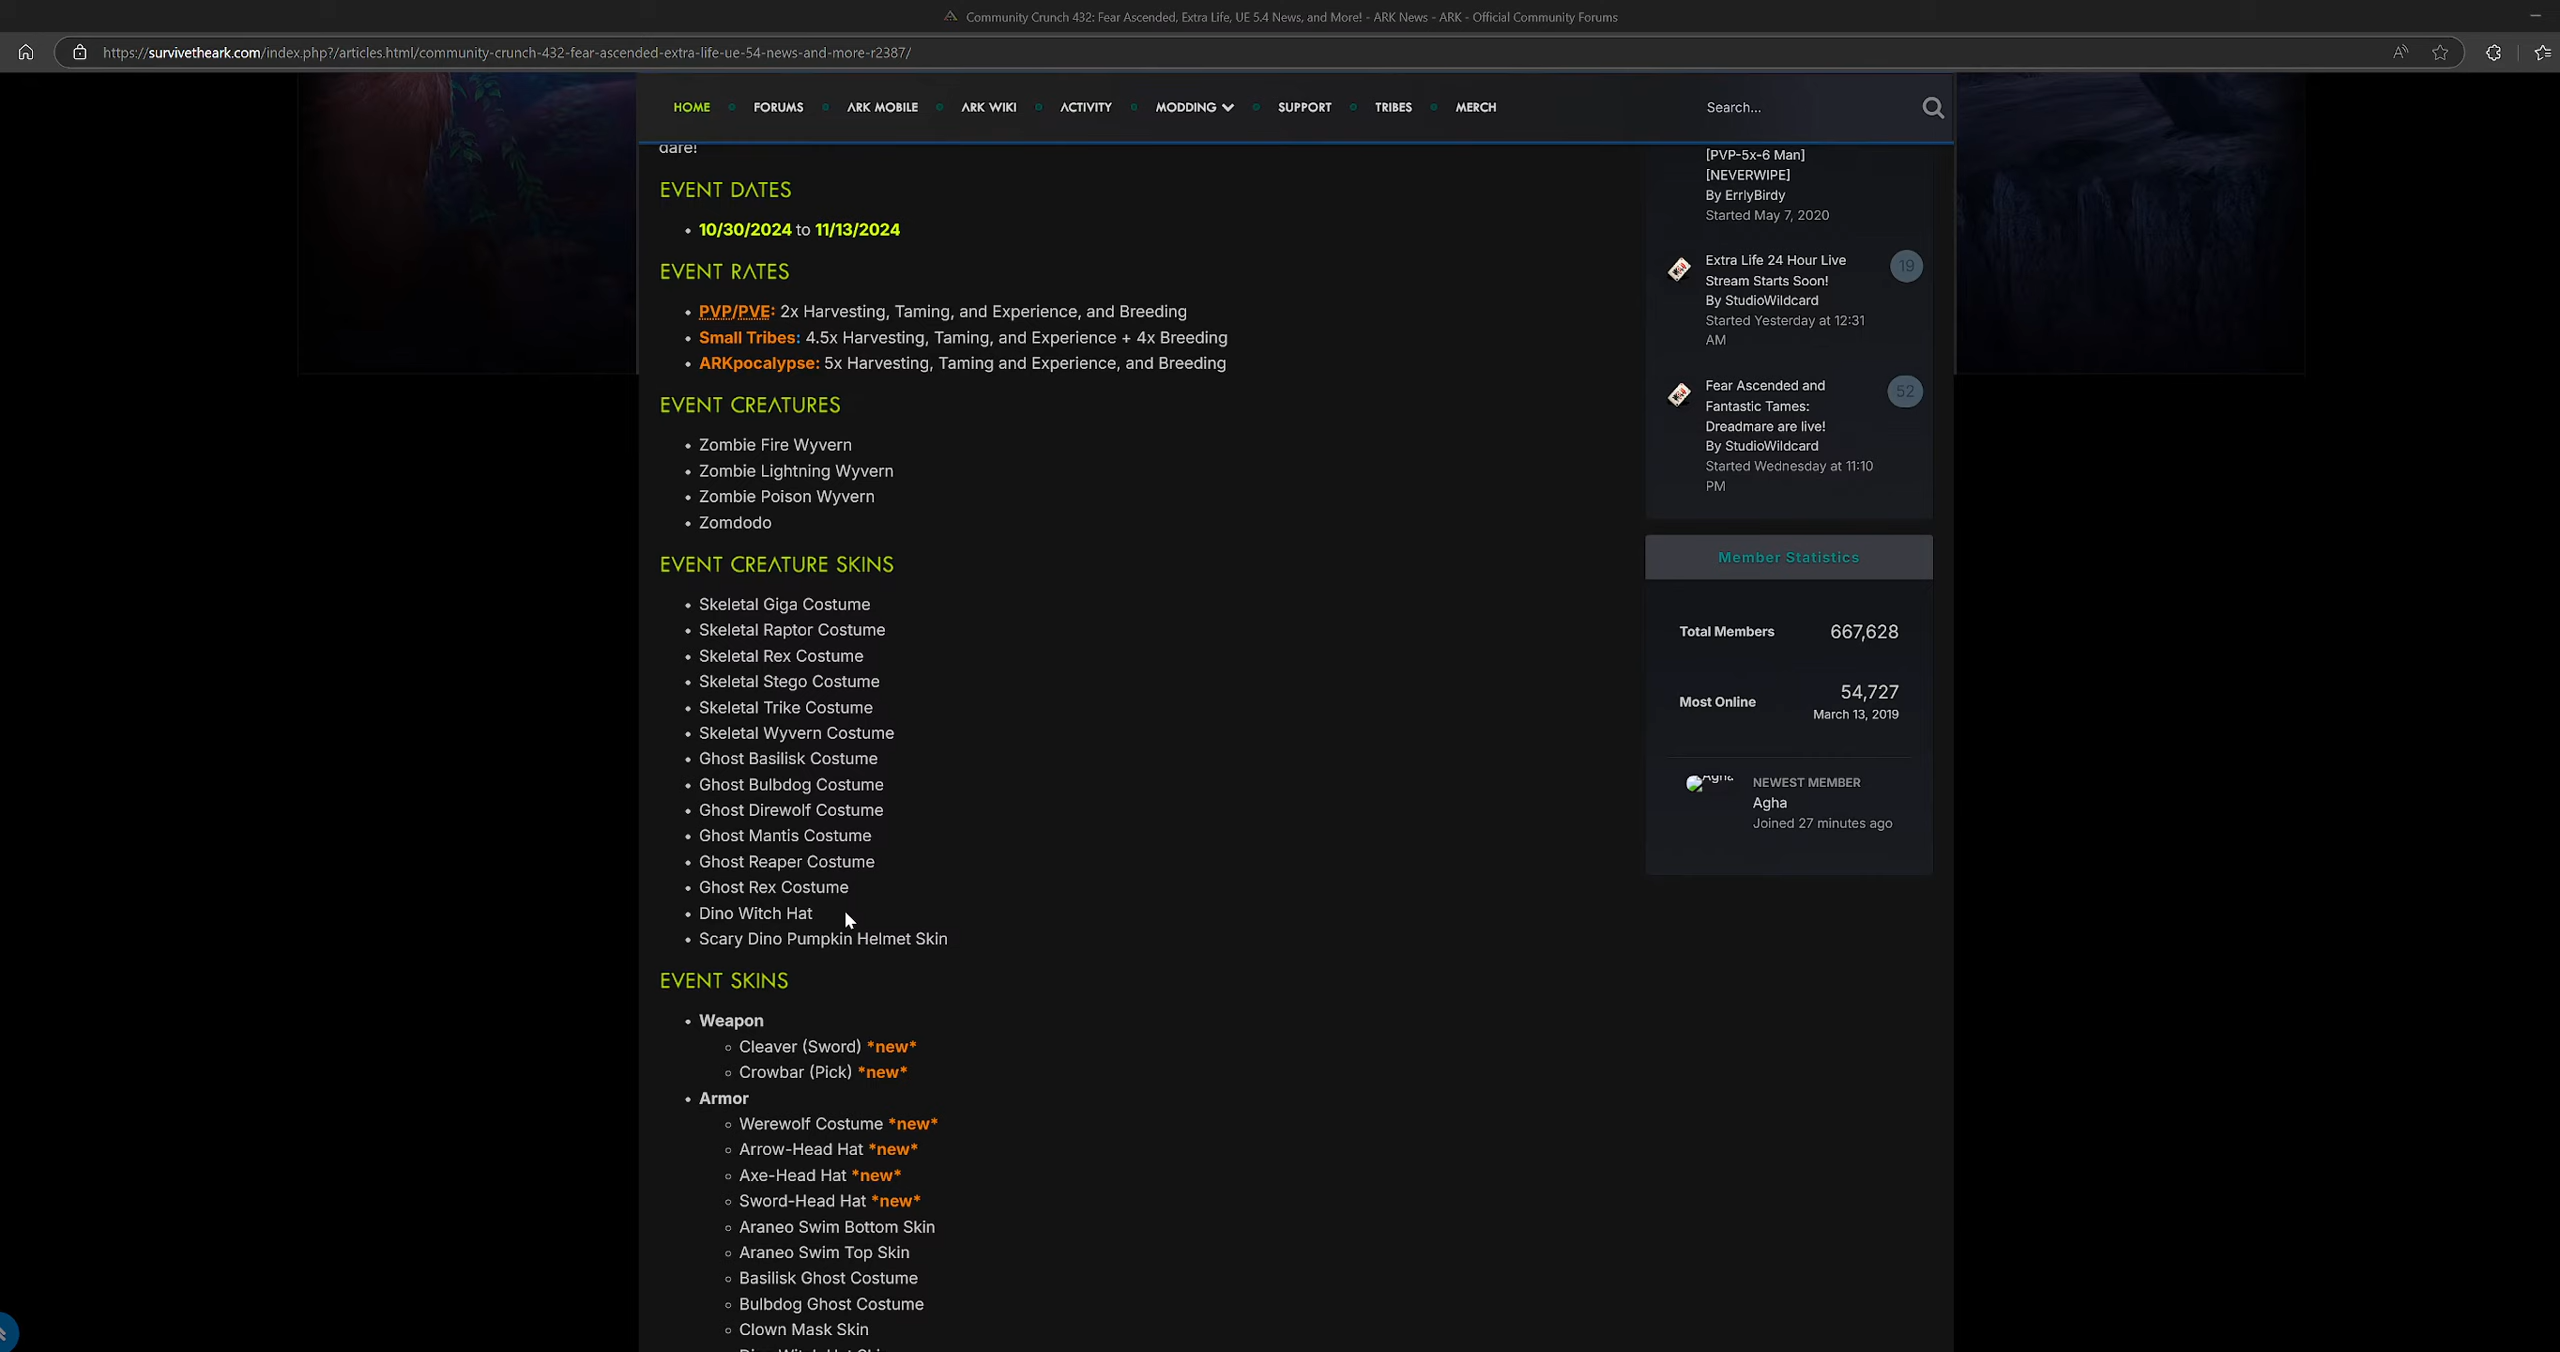 Community Crunch 432: Fear Ascended, Extra Life, UE 5.4 News, and More! - ARK News - ARK - Official Community Forums
https://survivetheark.com/index.php?/articles.html/community-crunch-432-fear-ascended-extra-life-ue-54-news-and-more-r2387/
HOME FORUMS ARK MOBILE ARK WIKI ACTIVITY MODDING SUPPORT TRIBES MERCH Search...
dare!
EVENT DATES
10/30/2024 to 11/13/2024
EVENT RATES
PVP/PVE: 2x Harvesting, Taming, and Experience, and Breeding
Small Tribes: 4.5x Harvesting, Taming, and Experience + 4x Breeding
ARKpocalypse: 5x Harvesting, Taming and Experience, and Breeding
EVENT CREATURES
Zombie Fire Wyvern
Zombie Lightning Wyvern
Zombie Poison Wyvern
Zomdodo
EVENT CREATURE SKINS
Skeletal Giga Costume
Skeletal Raptor Costume
Skeletal Rex Costume
Skeletal Stego Costume
Skeletal Trike Costume
Skeletal Wyvern Costume
Ghost Basilisk Costume
Ghost Bulbdog Costume
Ghost Direwolf Costume
Ghost Mantis Costume
Ghost Reaper Costume
Ghost Rex Costume
Dino Witch Hat
Scary Dino Pumpkin Helmet Skin
EVENT SKINS
Weapon
Cleaver (Sword) *new*
Crowbar (Pick) *new*
Armor
Werewolf Costume *new*
Arrow-Head Hat *new*
Axe-Head Hat *new*
Sword-Head Hat *new*
Araneo Swim Bottom Skin
Araneo Swim Top Skin
Basilisk Ghost Costume
Bulbdog Ghost Costume
Clown Mask Skin
[PVP-5x-6 Man]
[NEVERWIPE]
By ErrlyBirdy
Started May 7, 2020
Extra Life 24 Hour Live
Stream Starts Soon!
By StudioWildcard
Started Yesterday at 12:31
AM
19
Fear Ascended and
Fantastic Tames:
Dreadmare are live!
By StudioWildcard
Started Wednesday at 11:10
PM
52
Member Statistics
Total Members 667,628
Most Online 54,727
March 13, 2019
NEWEST MEMBER
Agha
Joined 27 minutes ago